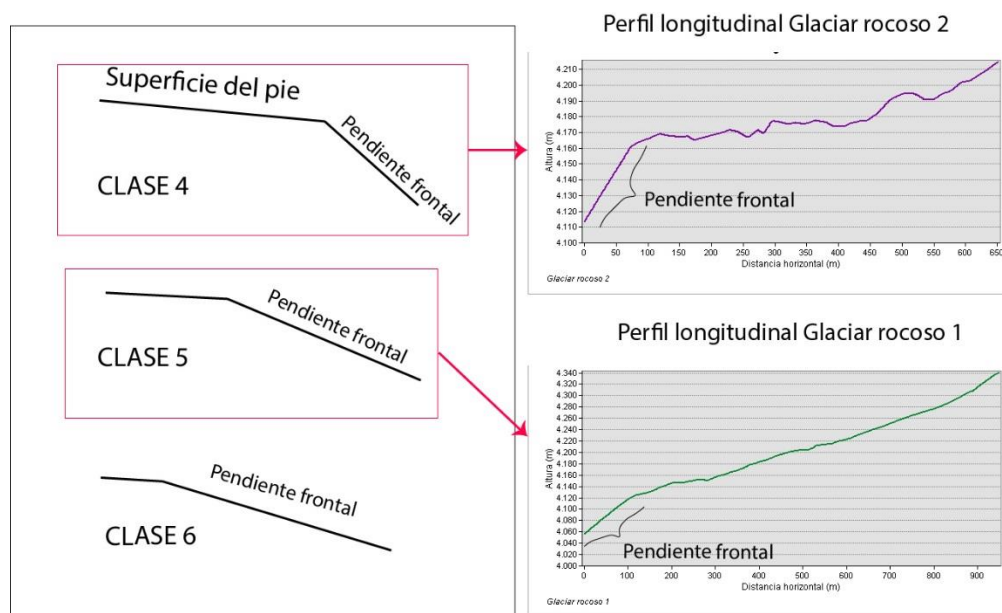 Superficie del pie
Pendiente frontal
CLASE 4
Pendiente frontal
CLASE 5
Pendiente frontal
CLASE 6
Perfil longitudinal Glaciar rocoso 2
Altura (m)
4.210
4.200
4.190
4.180
4.170
4.160
4.150
4.140
4.130
4.120
4.110
4.100
Pendiente frontal
0 50 100 150 200 250 300 350 400 450 500 550 600 650
Distancia horizontal (m)
Glaciar rocoso 2
Perfil longitudinal Glaciar rocoso 1
Altura (m)
4.340
4.320
4.300
4.280
4.260
4.240
4.220
4.200
4.180
4.160
4.140
4.120
4.100
4.080
4.060
4.040
4.020
4.000
Pendiente frontal
0 100 200 300 400 500 600 700 800 900
Distancia horizontal (m)
Glaciar rocoso 1